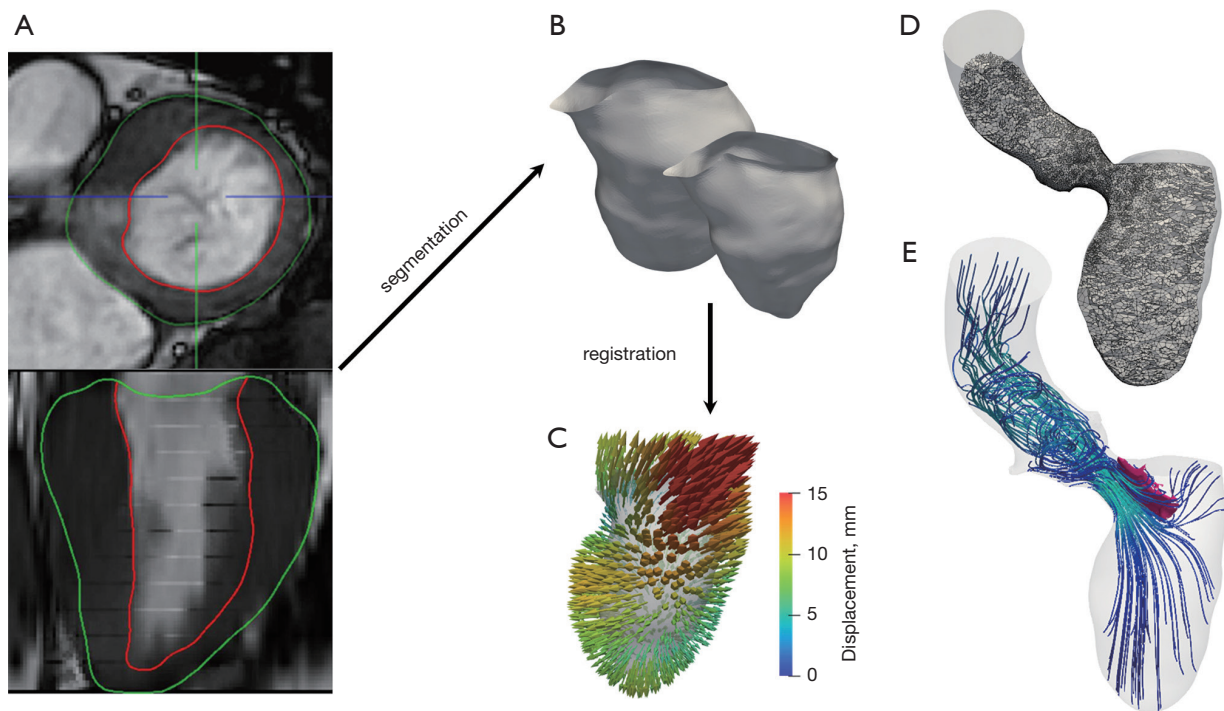 A
B
D
segmentation
E
registration
C
15
10
5
0
Displacement, mm